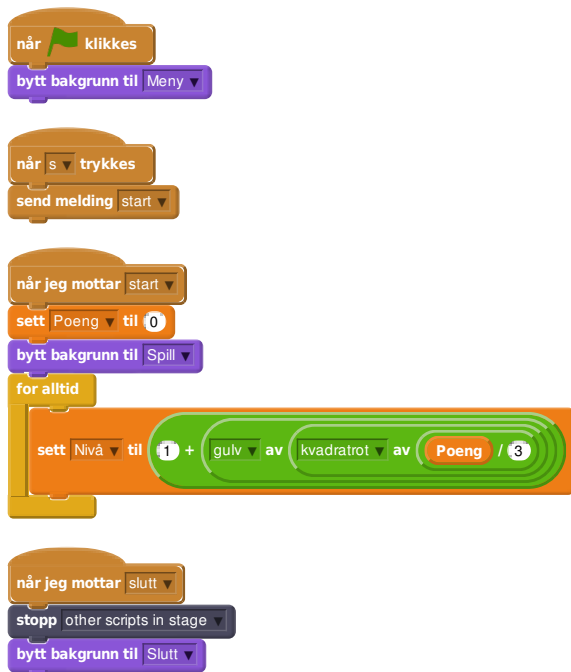 når klikkes
bytt bakgrunn til Meny ▼
når s ▼ trykkes
send melding start ▼
når jeg mottar start ▼
sett Poeng ▼ til 0
bytt bakgrunn til Spill ▼
for alltid
sett Nivå ▼ til 1 + gulv ▼ av kvadratrot ▼ av Poeng / 3
når jeg mottar slutt ▼
stopp other scripts in stage ▼
bytt bakgrunn til Slutt ▼